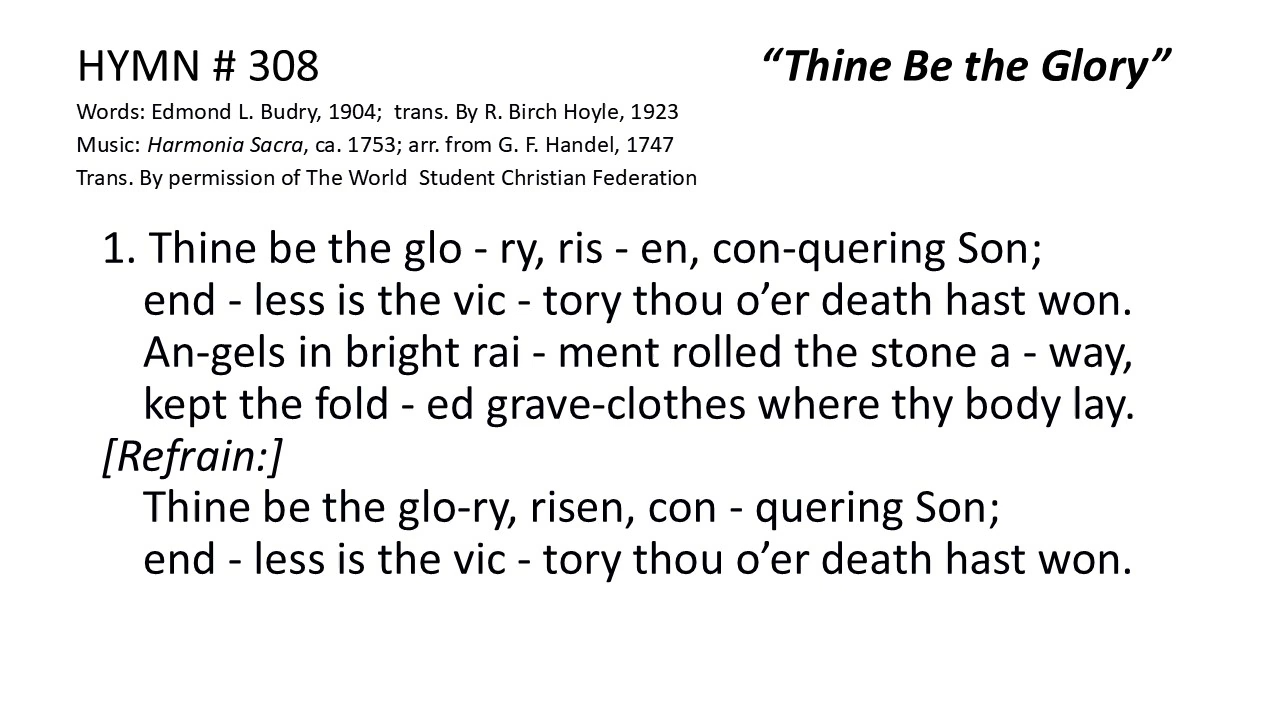 HYMN # 308 “Thine Be the Glory”
Words: Edmond L. Budry, 1904;  trans. By R. Birch Hoyle, 1923
Music: Harmonia Sacra, ca. 1753; arr. from G. F. Handel, 1747
Trans. By permission of The World  Student Christian Federation
1. Thine be the glo - ry, ris - en, con-quering Son;
end - less is the vic - tory thou o’er death hast won.
An-gels in bright rai - ment rolled the stone a - way,
kept the fold - ed grave-clothes where thy body lay.
[Refrain:]
Thine be the glo-ry, risen, con - quering Son;
end - less is the vic - tory thou o’er death hast won.